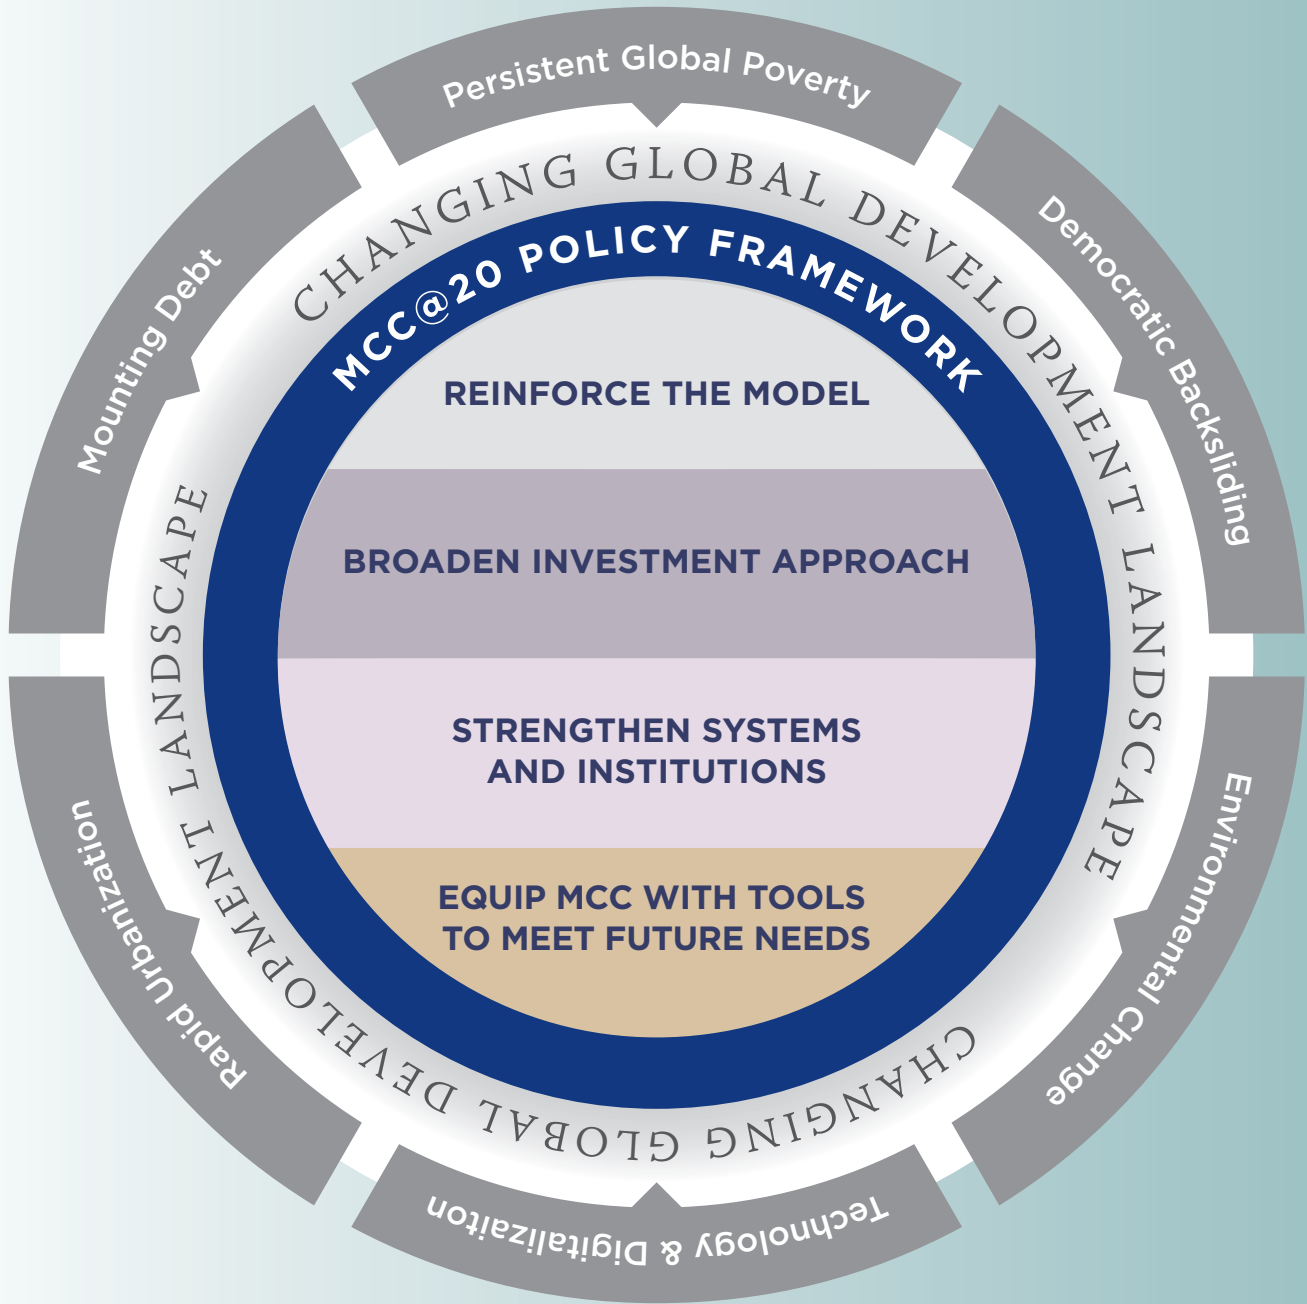 Persistent Global Poverty
Democratic Backsliding
Environmental Change
Technology & Digitalizaiton
Rapid Urbanization
Mounting Debt
CHANGING GLOBAL DEVELOPMENT LANDSCAPE
CHANGING GLOBAL DEVELOPMENT LANDSCAPE
MCC@20 POLICY FRAMEWORK
REINFORCE THE MODEL
BROADEN INVESTMENT APPROACH
STRENGTHEN SYSTEMS
AND INSTITUTIONS
EQUIP MCC WITH TOOLS
TO MEET FUTURE NEEDS